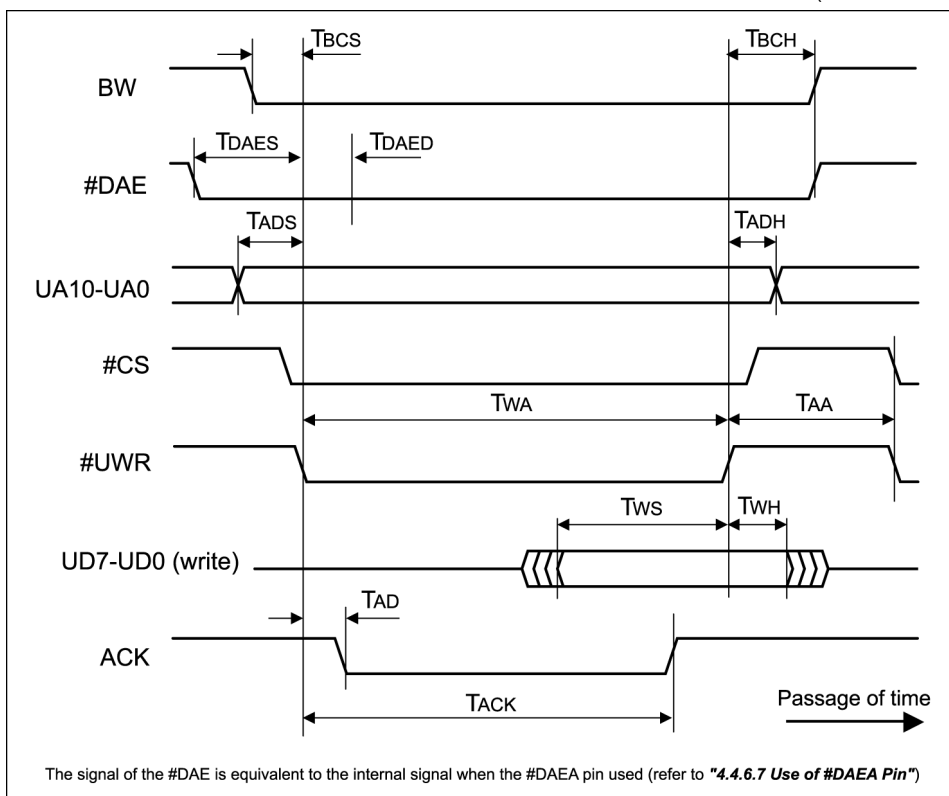 TBCS
TBCH
BW
TDAES
TDAED
#DAE
TADS
TADH
UA10-UA0
#CS
TWA
TAA
#UWR
TWS
TWH
UD7-UD0 (write)
TAD
ACK
TACK
Passage of time
The signal of the #DAE is equivalent to the internal signal when the #DAEA pin used (refer to "4.4.6.7 Use of #DAEA Pin")